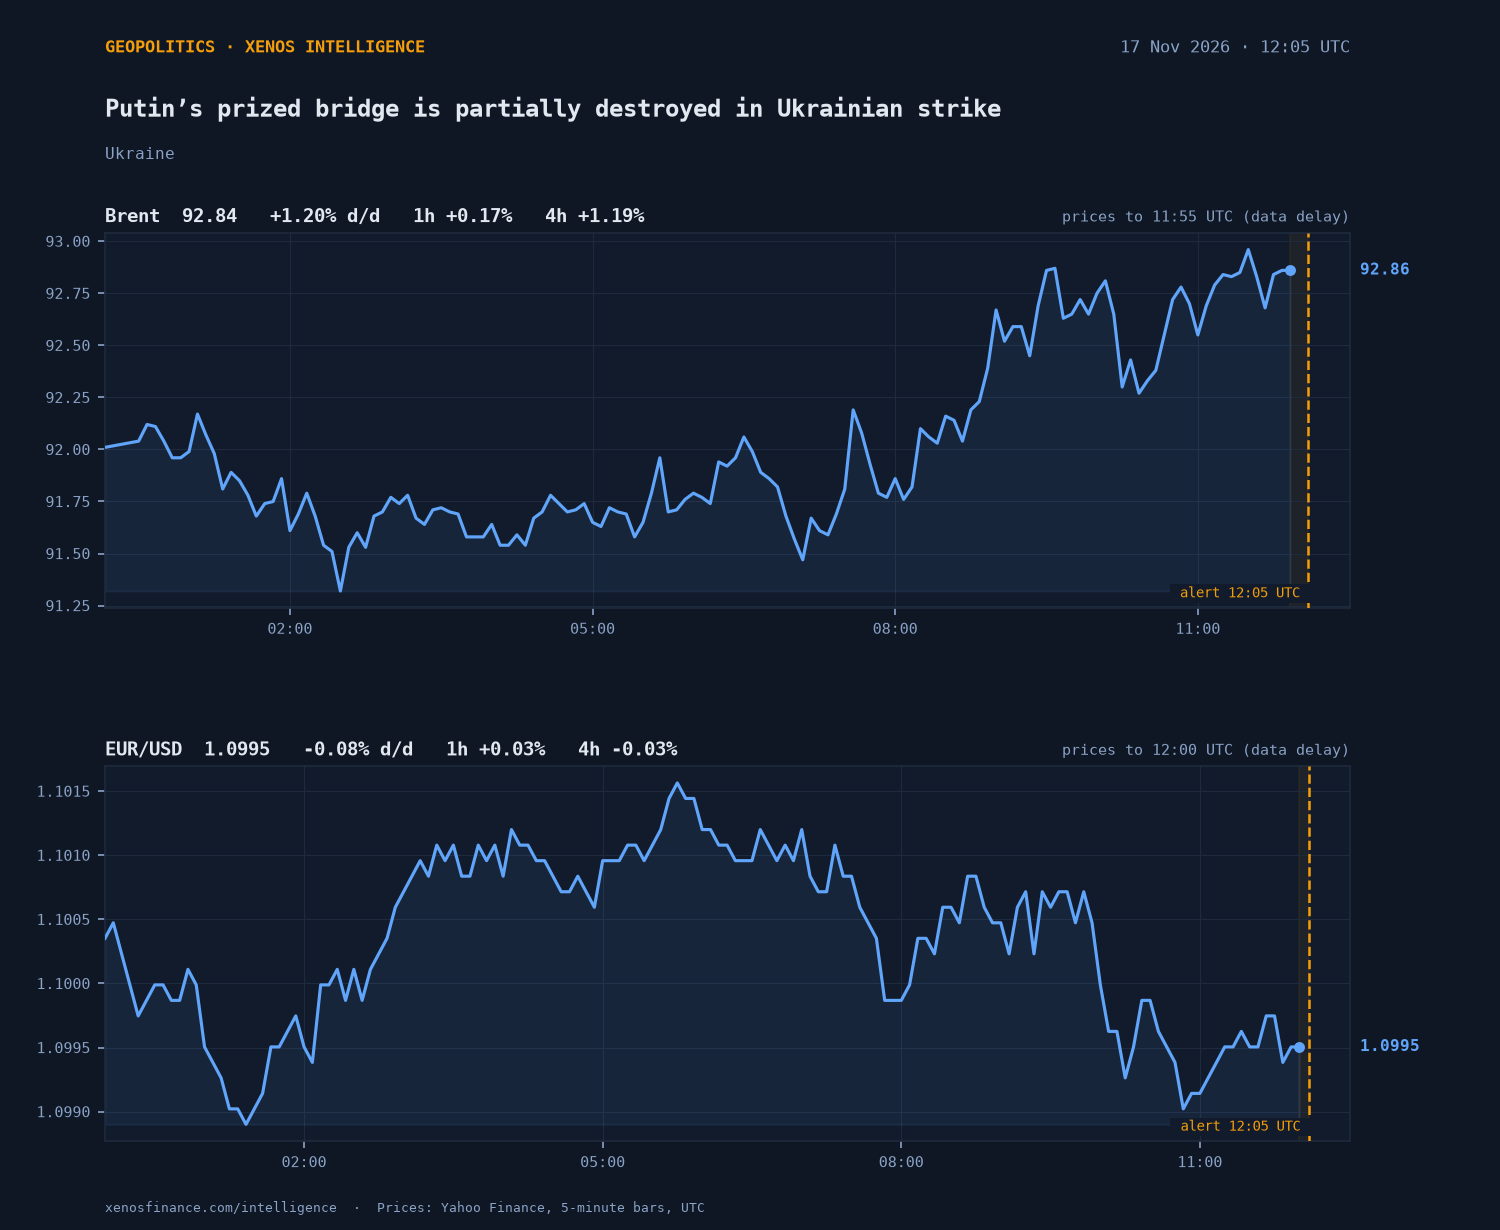 GEOPOLITICS · XENOS INTELLIGENCE
17 Nov 2026 · 12:05 UTC
Putin’s prized bridge is partially destroyed in Ukrainian strike
Ukraine
Brent 92.84 +1.20% d/d 1h +0.17% 4h +1.19%
prices to 11:55 UTC (data delay)
93.00
92.86
92.75
92.50
92.25
92.00
91.75
91.50
91.25
alert 12:05 UTC
02:00 05:00 08:00 11:00
EUR/USD 1.0995 -0.08% d/d 1h +0.03% 4h -0.03%
prices to 12:00 UTC (data delay)
1.1015
1.1010
1.1005
1.1000
1.0995
1.0995
1.0990
alert 12:05 UTC
02:00 05:00 08:00 11:00
xenosfinance.com/intelligence · Prices: Yahoo Finance, 5-minute bars, UTC